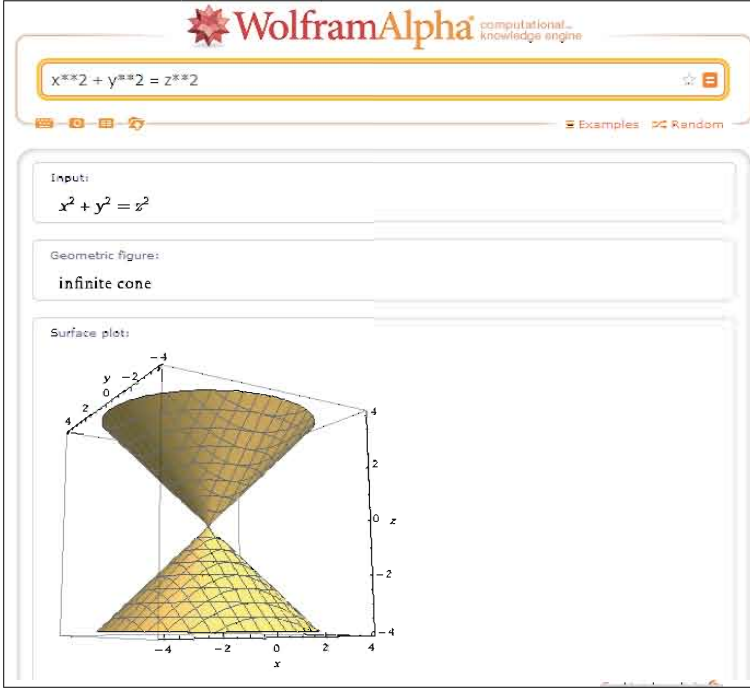 WolframAlpha computational knowledge engine
x**2 + y**2 = z**2
Examples Random
Input:
x² + y² = z²
Geometric figure:
infinite cone
Surface plot:
-4
y -2
0
2
4
4
2
0 z
-2
-4
-4 -2 0 2 4
x